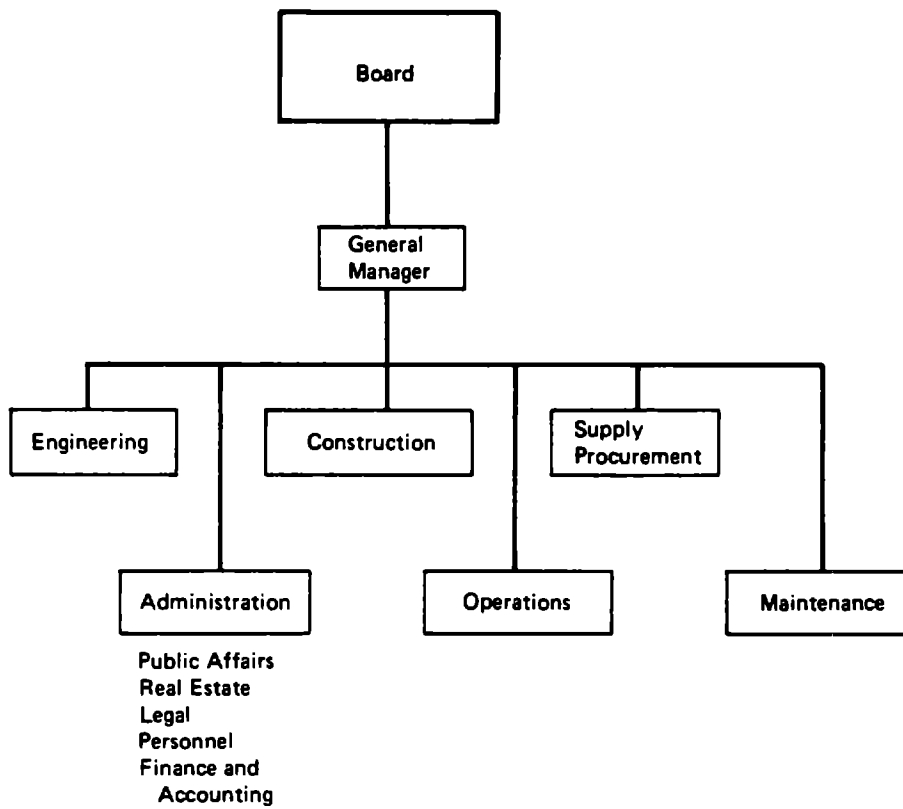 Board
General
Manager
Engineering
Construction
Supply
Procurement
Administration
Operations
Maintenance
Public Affairs
Real Estate
Legal
Personnel
Finance and
Accounting